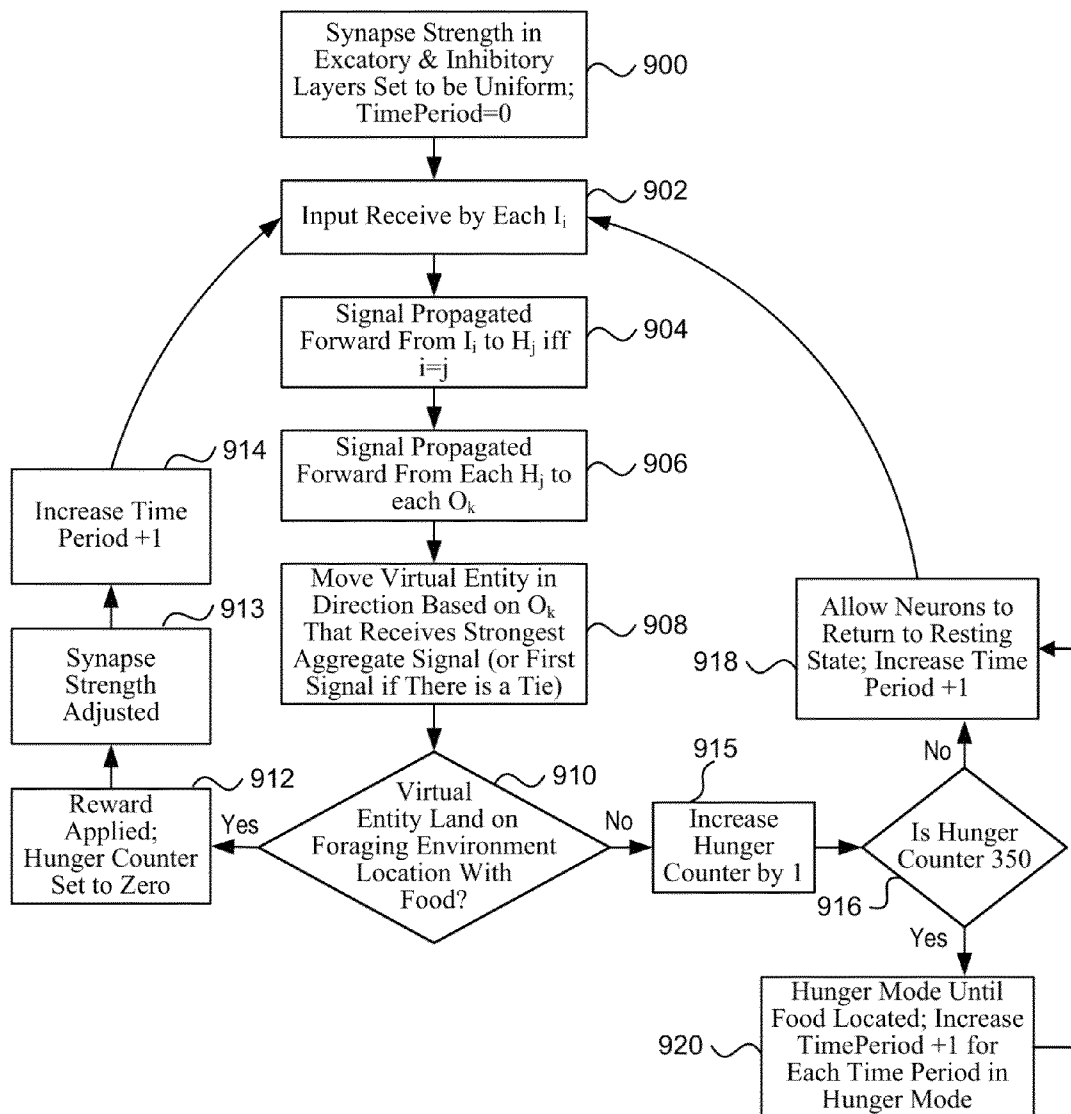 Synapse Strength in
Excatory & Inhibitory
Layers Set to be Uniform;
TimePeriod=0
900
902
Input Receive by Each Ii
Signal Propagated
Forward From Ii to Hj iff
i=j
904
Signal Propagated
Forward From Each Hj to
each Ok
906
914
Increase Time
Period +1
Move Virtual Entity in
Direction Based on Ok
That Receives Strongest
Aggregate Signal (or First
Signal if There is a Tie)
908
913
Synapse
Strength
Adjusted
918
Allow Neurons to
Return to Resting
State; Increase Time
Period +1
912
Reward
Applied;
Hunger Counter
Set to Zero
Yes
910
Virtual
Entity Land on
Foraging Environment
Location With
Food?
No
915
Increase
Hunger
Counter by 1
No
Is Hunger
Counter 350
916
Yes
920
Hunger Mode Until
Food Located; Increase
TimePeriod +1 for
Each Time Period in
Hunger Mode